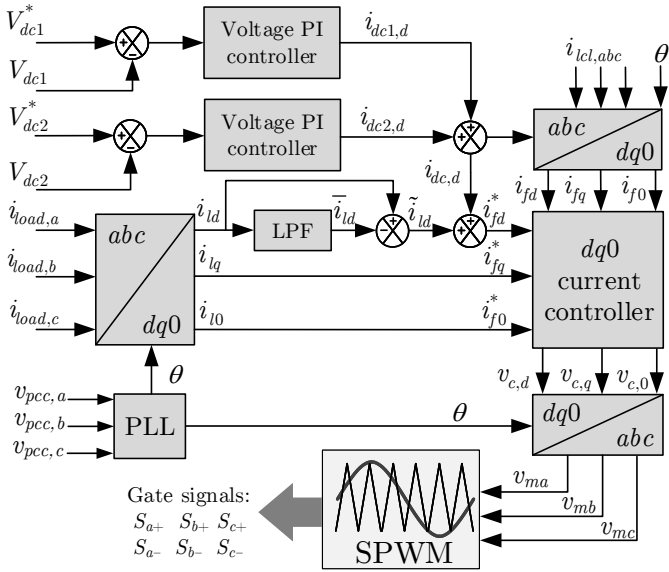 V*dc1
Voltage PI controller
idc1,d
ilcl,abc
θ
Vdc1
V*dc2
Voltage PI controller
idc2,d
abc
dq0
Vdc2
idc,d
ifd
ifq
if0
iload,a
abc
dq0
ild
LPF
i̅ld
ĩld
i*fd
dq0
current
controller
iload,b
ilq
i*fq
iload,c
il0
i*f0
θ
vc,d
vc,q
vc,0
vpcc,a
vpcc,b
vpcc,c
PLL
θ
dq0
abc
vma
vmb
vmc
Gate signals:
Sa+ Sb+ Sc+
Sa− Sb− Sc−
SPWM